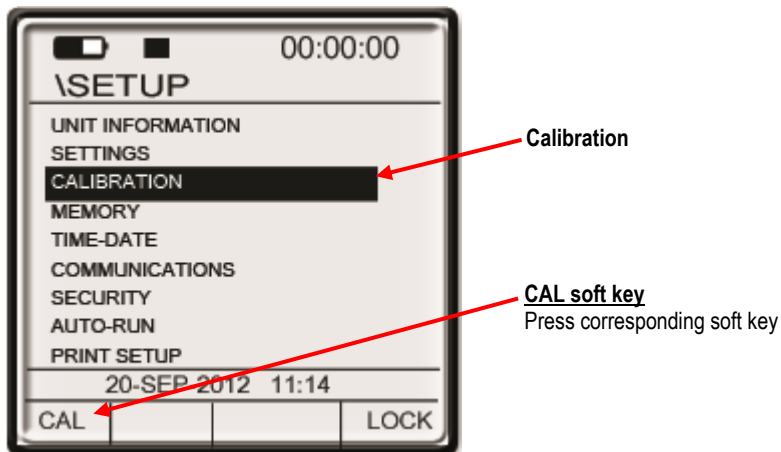 00:00:00
\SETUP
UNIT INFORMATION
SETTINGS
CALIBRATION
MEMORY
TIME-DATE
COMMUNICATIONS
SECURITY
AUTO-RUN
PRINT SETUP
20-SEP 2012 11:14
CAL LOCK
Calibration
CAL soft key
Press corresponding soft key